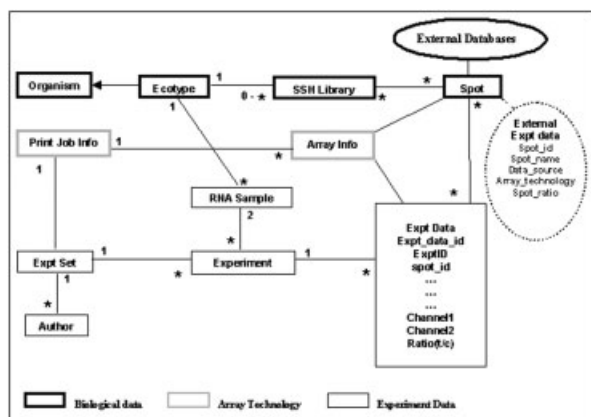 External Databases
Organism
Ecotype
1
0 - *
SSH Library
*
*
Spot
1
*
External
Expt data
Spot_id
Spot_name
Data_source
Array_technology
Spot_ratio
Print Job Info
1
*
Array Info
1
*
RNA Sample
2
*
*
Expt Data
Expt_data_id
ExptID
spot_id
...
...
...
Channel1
Channel2
Ratio(t/c)
Expt Set
1
*
Experiment
1
*
1
*
Author
Biological data
Array Technology
Experiment Data